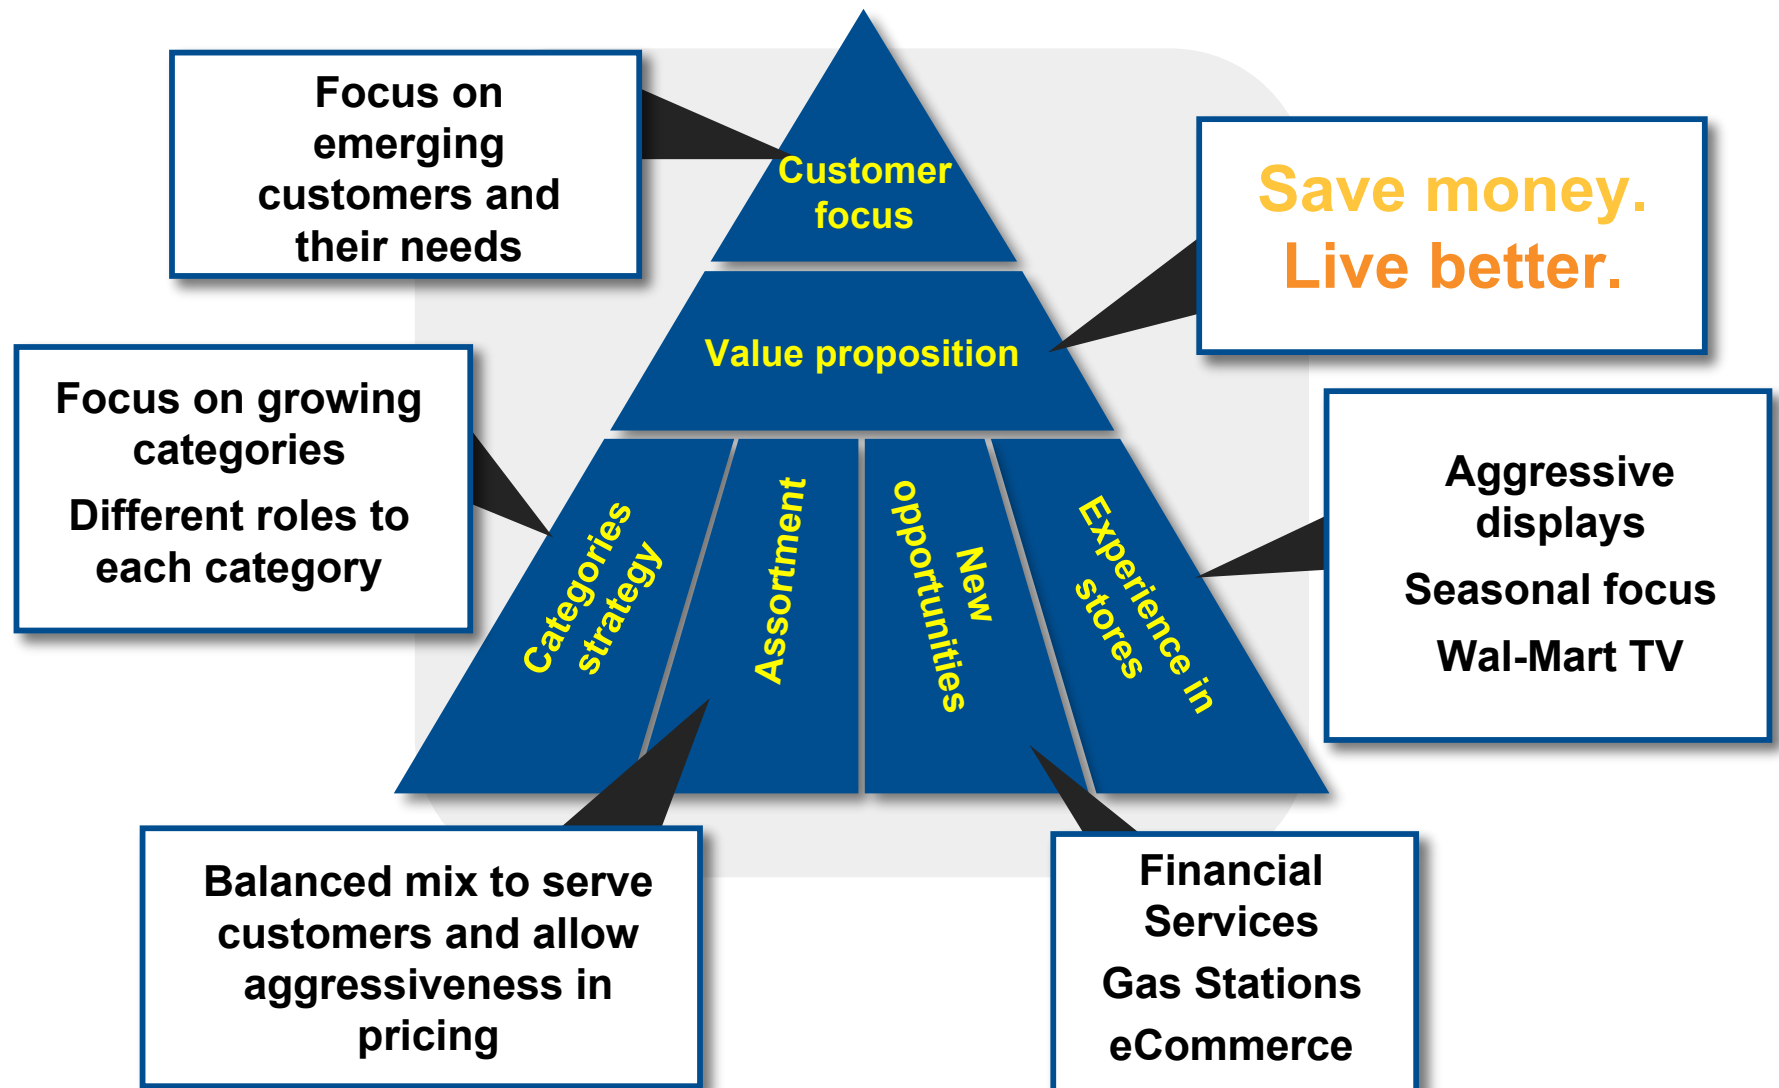 Focus on
emerging
customers and
their needs
Customer
focus
Save money.
Live better.
Value proposition
Focus on growing
categories
Different roles to
each category
Categories
strategy
Assortment
New
opportunities
Experience in
stores
Aggressive
displays
Seasonal focus
Wal-Mart TV
Balanced mix to serve
customers and allow
aggressiveness in
pricing
Financial
Services
Gas Stations
eCommerce